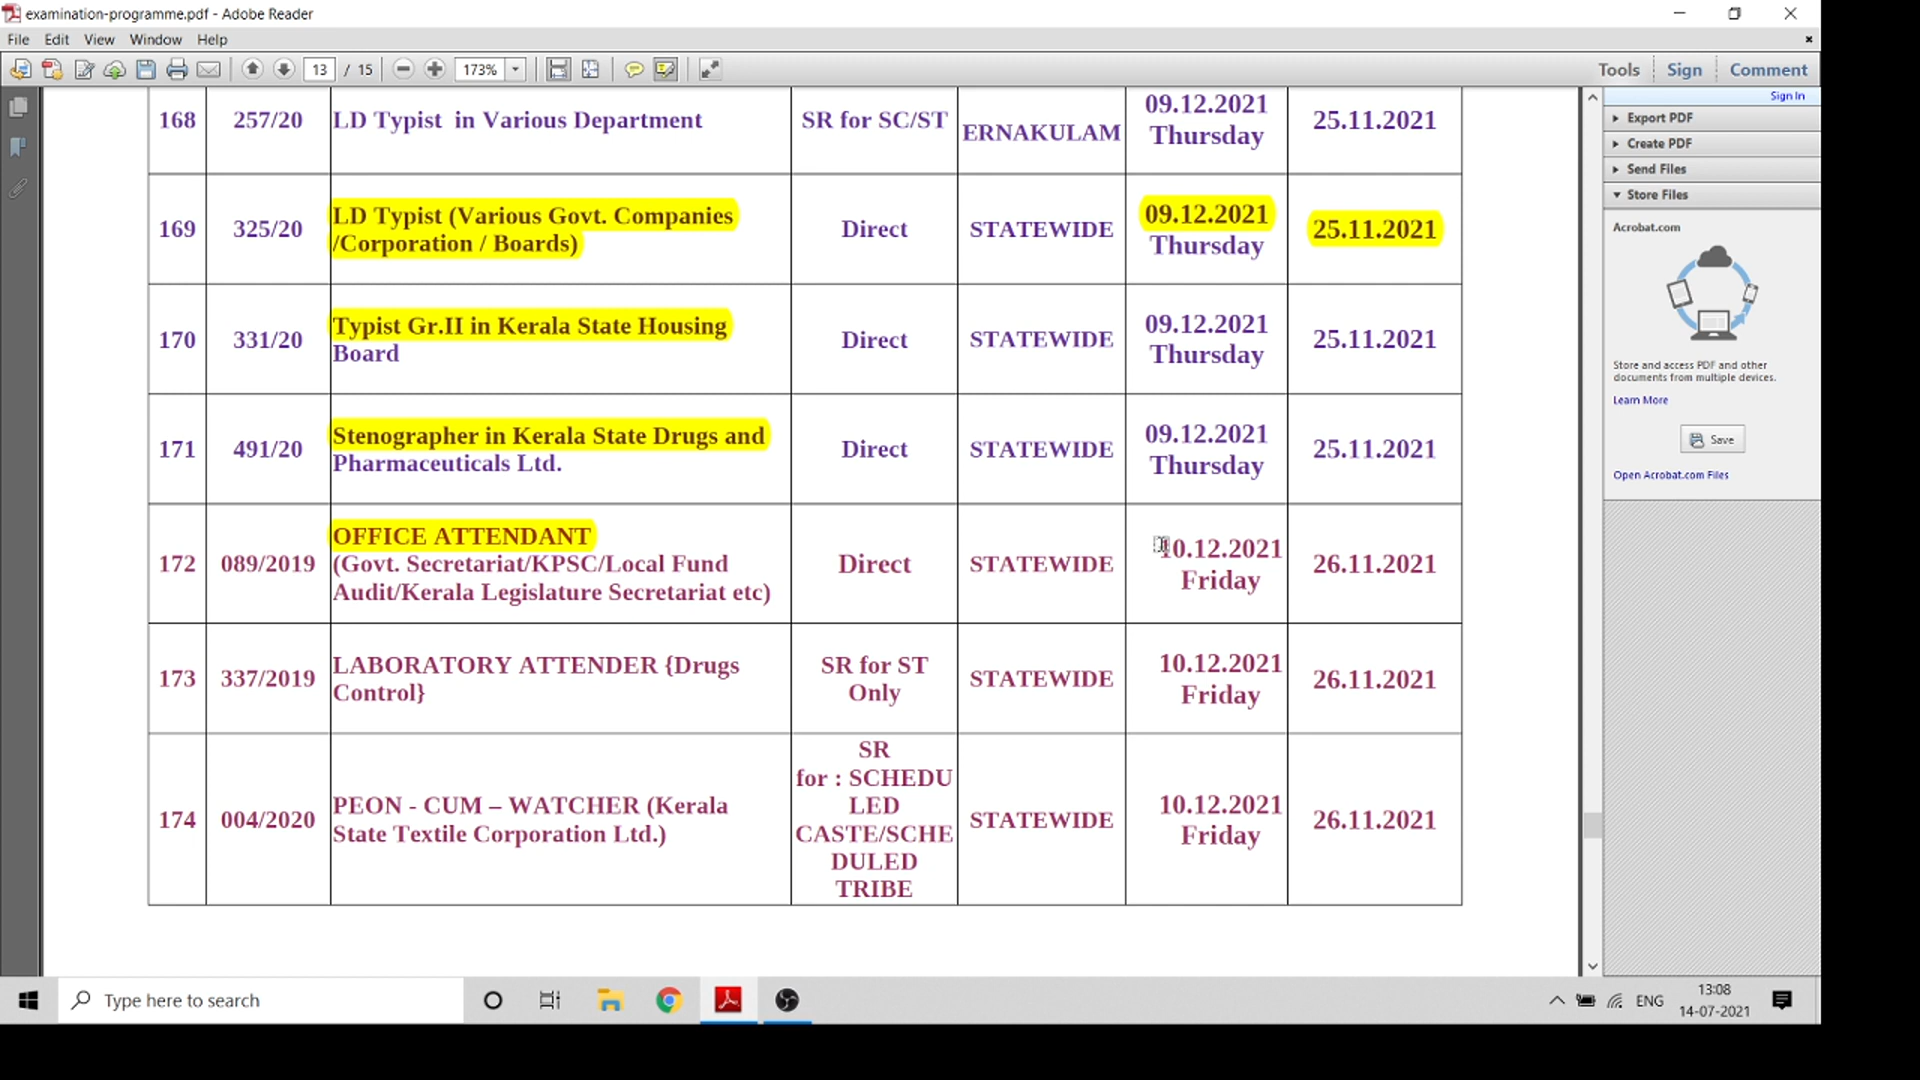 examination-programme.pdf - Adobe Reader
File Edit View Window Help
13 / 15 173% Tools Sign Comment
Sign In
Export PDF
Create PDF
Send Files
Store Files
Acrobat.com
Store and access PDF and other
documents from multiple devices.
Learn More
Save
Open Acrobat.com Files
168 257/20 LD Typist in Various Department SR for SC/ST ERNAKULAM 09.12.2021 Thursday 25.11.2021
169 325/20 LD Typist (Various Govt. Companies
/Corporation / Boards) Direct STATEWIDE 09.12.2021 Thursday 25.11.2021
170 331/20 Typist Gr.II in Kerala State Housing
Board Direct STATEWIDE 09.12.2021 Thursday 25.11.2021
171 491/20 Stenographer in Kerala State Drugs and
Pharmaceuticals Ltd. Direct STATEWIDE 09.12.2021 Thursday 25.11.2021
172 089/2019 OFFICE ATTENDANT
(Govt. Secretariat/KPSC/Local Fund
Audit/Kerala Legislature Secretariat etc) Direct STATEWIDE 10.12.2021 Friday 26.11.2021
173 337/2019 LABORATORY ATTENDER {Drugs
Control} SR for ST
Only STATEWIDE 10.12.2021 Friday 26.11.2021
174 004/2020 PEON - CUM – WATCHER (Kerala
State Textile Corporation Ltd.) SR
for : SCHEDU
LED
CASTE/SCHE
DULED
TRIBE STATEWIDE 10.12.2021 Friday 26.11.2021
Type here to search
ENG
13:08
14-07-2021